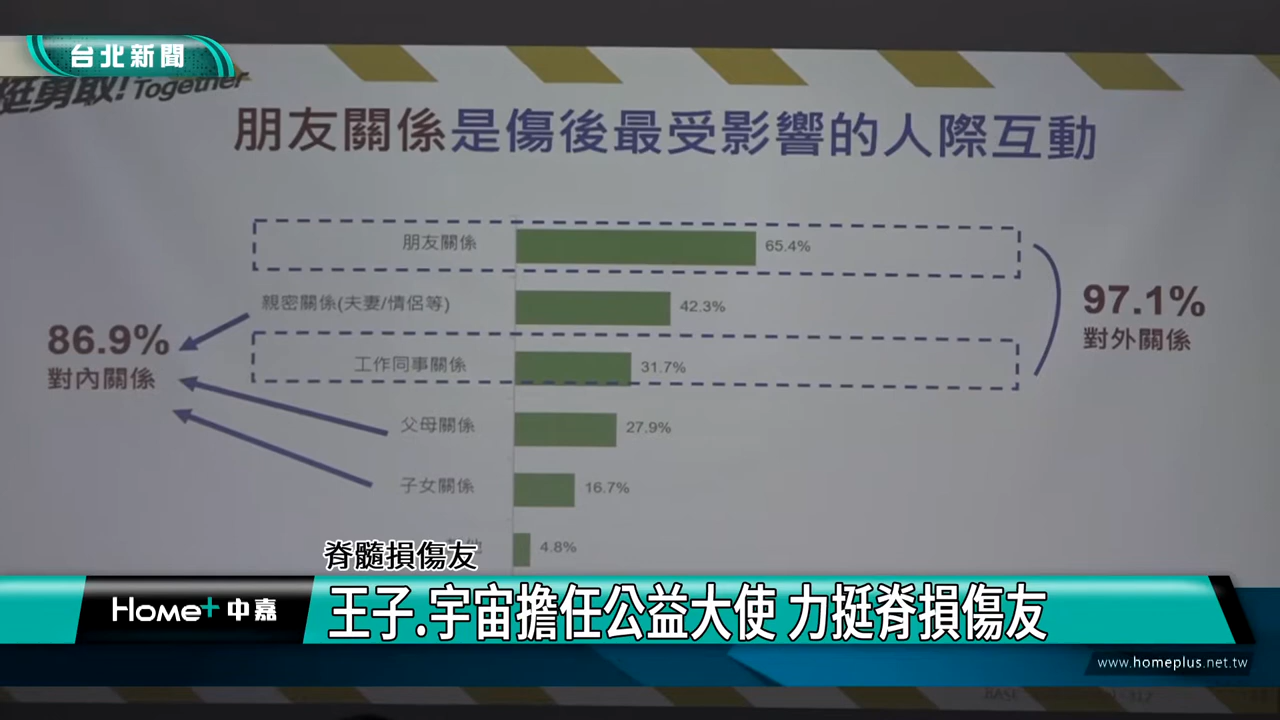 台北新聞
挺勇敢!Together
朋友關係是傷後最受影響的人際互動
朋友關係 65.4%
親密關係(夫妻/情侶等) 42.3%
工作同事關係 31.7%
父母關係 27.9%
子女關係 16.7%
4.8%
86.9%
對內關係
97.1%
對外關係
脊髓損傷友
Home+中嘉
王子.宇宙擔任公益大使 力挺脊損傷友
www.homeplus.net.tw